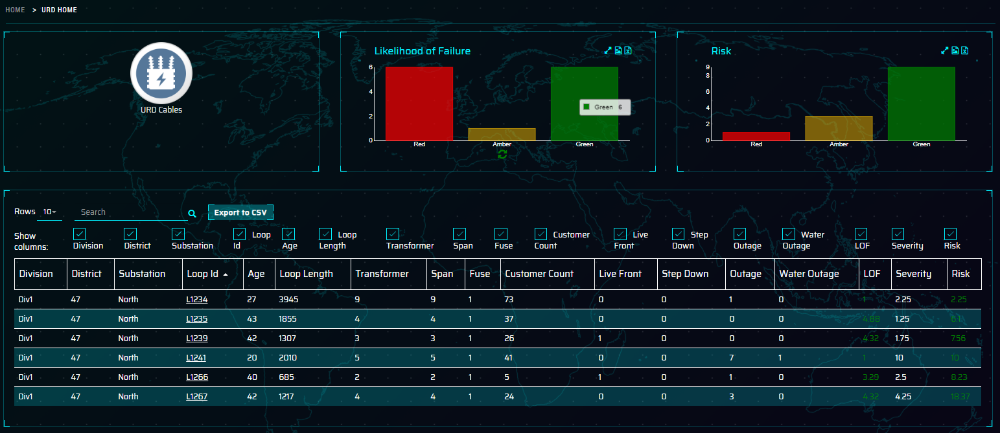 HOME > URD HOME
URD Cables
Likelihood of Failure
6
4
2
0
Red Amber Green
Green 6
Risk
9
8
6
4
2
0
Red Amber Green
Rows 10 Search Export to CSV
Show columns: Division District Substation Loop Id Age Loop Length Transformer Span Fuse Customer Count Live Front Step Down Outage Water Outage LOF Severity Risk
Division District Substation Loop Id Age Loop Length Transformer Span Fuse Customer Count Live Front Step Down Outage Water Outage LOF Severity Risk
Div1 47 North L1234 27 3945 9 9 1 73 0 0 1 0 1 2.25 2.25
Div1 47 North L1235 43 1855 4 4 1 37 0 0 0 0 4.88 1.25 6.1
Div1 47 North L1239 42 1307 3 3 1 26 1 0 0 0 4.32 1.75 7.56
Div1 47 North L1241 20 2010 5 5 1 41 0 0 7 1 1 10 10
Div1 47 North L1266 40 685 2 2 1 5 1 0 1 0 3.29 2.5 8.23
Div1 47 North L1267 42 1217 4 4 1 24 0 0 3 0 4.32 4.25 18.37